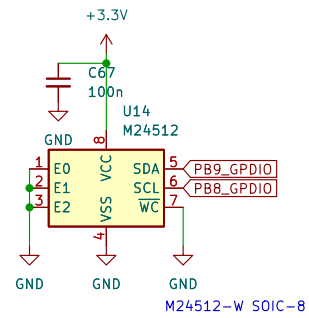 +3.3V
C67
100n
U14
M24512
GND
8
1 E0 VCC SDA 5 PB9_GPDIO
2 E1 SCL 6 PB8_GPDIO
3 E2 VSS WC 7
4
GND GND GND
M24512-W SOIC-8